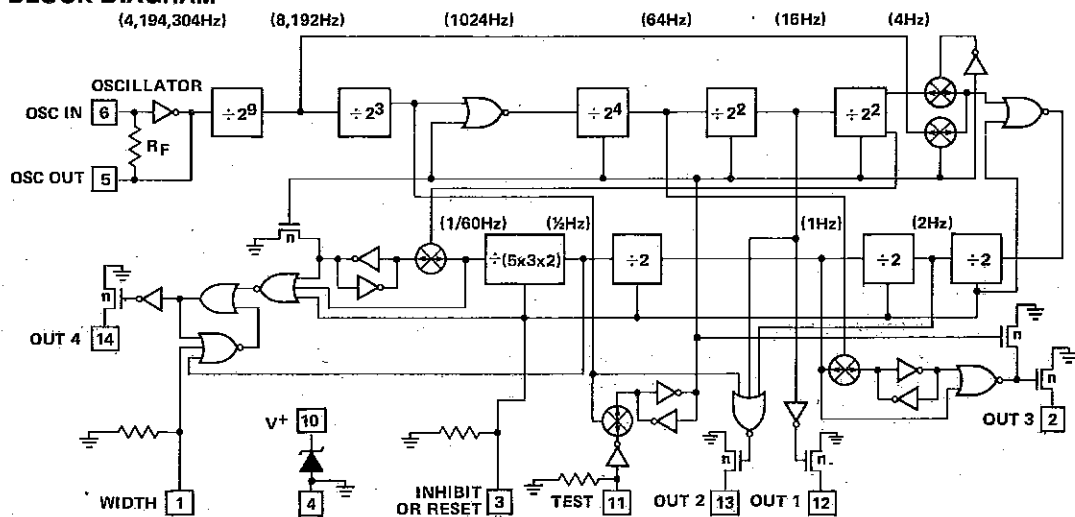 BLOCK DIAGRAM
(4,194,304Hz) (8,192Hz) (1024Hz) (64Hz) (16Hz) (4Hz)
OSCILLATOR
OSC IN 6 ÷2⁹ ÷2³ ÷2⁴ ÷2² ÷2²
RF
OSC OUT 5
(1/60Hz) (½Hz) (1Hz) (2Hz)
n ÷(5x3x2) ÷2 ÷2 ÷2
n
OUT 4 14
n
n
V+ 10
OUT 3 2
n n
WIDTH 1 4 INHIBIT OR RESET 3 TEST 11 OUT 2 13 OUT 1 12